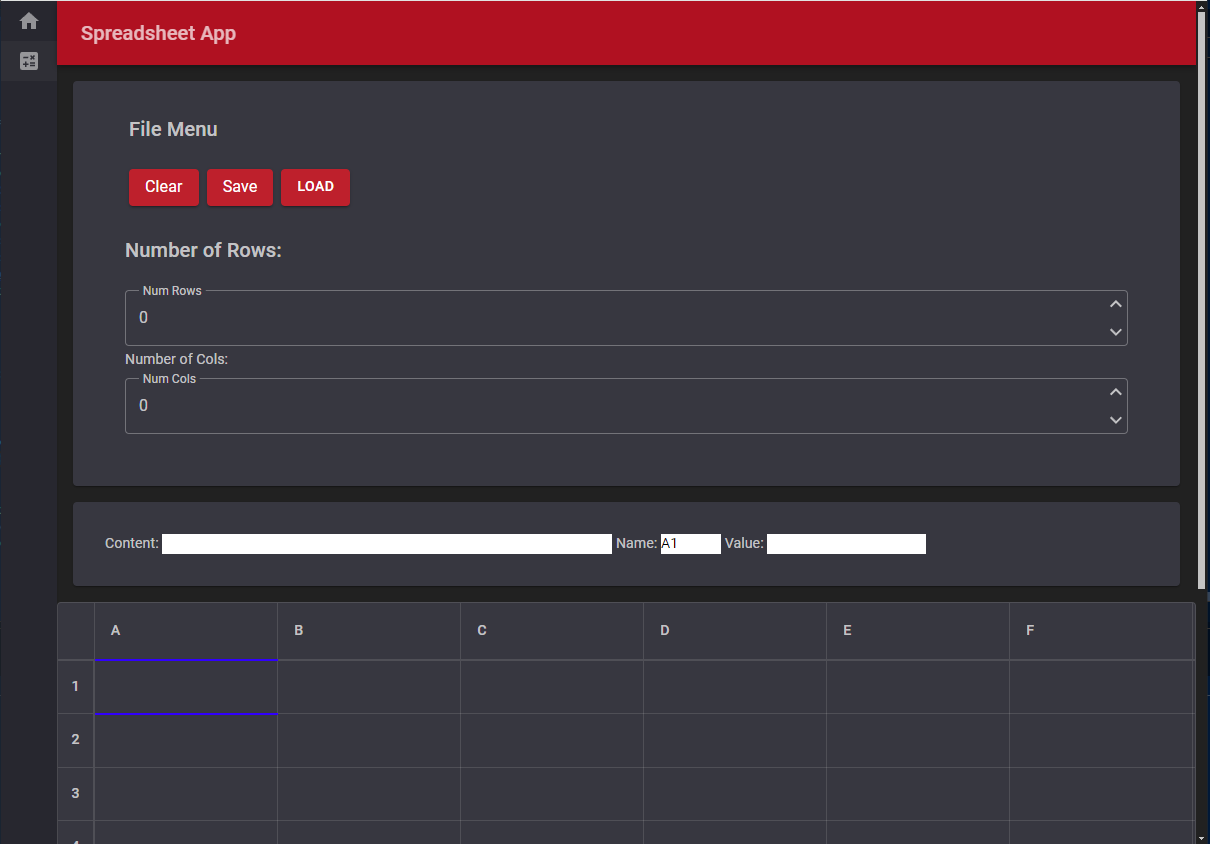 Spreadsheet App
File Menu
Clear Save LOAD
Number of Rows:
Num Rows
0
Number of Cols:
Num Cols
0
Content: Name: A1 Value:
A B C D E F
1
2
3
4